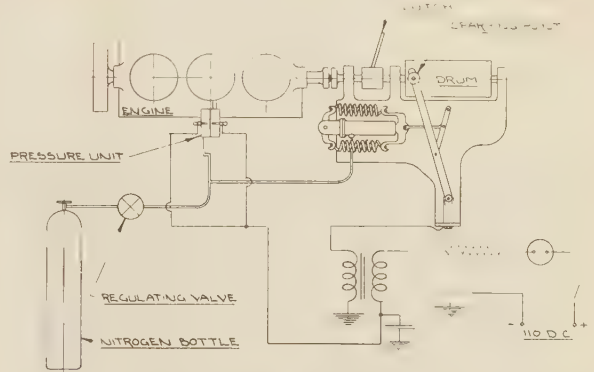 DRUM
ENGINE
PRESSURE UNIT
REGULATING VALVE
NITROGEN BOTTLE
- +
110 D C